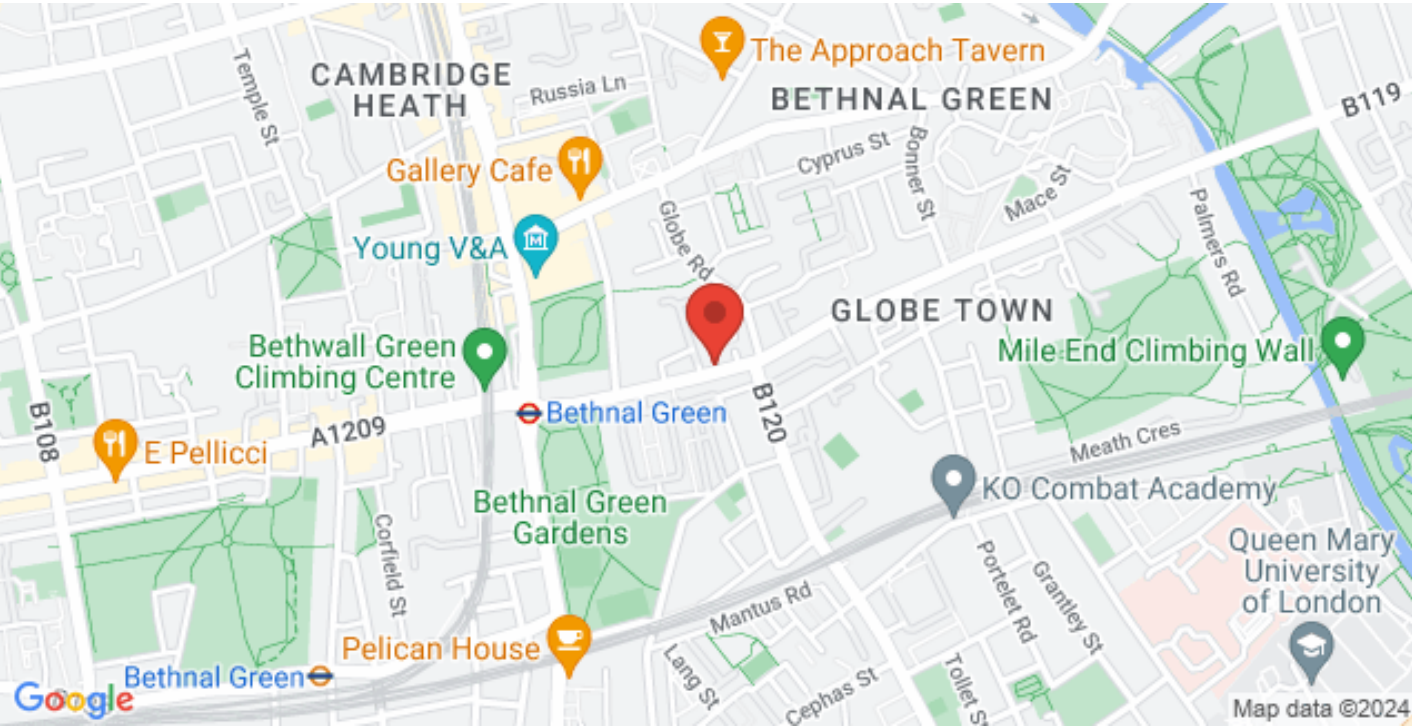 The Approach Tavern
CAMBRIDGE
HEATH
Temple St
Russia Ln
BETHNAL GREEN
B119
Gallery Cafe
Cyprus St
Bonner St
Mace St
Palmers Rd
Globe Rd
Young V&A
GLOBE TOWN
Bethwall Green
Climbing Centre
Mile End Climbing Wall
B108
A1209
Bethnal Green
B120
E Pellicci
Meath Cres
KO Combat Academy
Bethnal Green
Gardens
Corfield St
Queen Mary
University
of London
Portelet Rd
Grantley St
Mantus Rd
Pelican House
Bethnal Green
Lang St
Cephas St
Tollet S
Google
Map data ©2024